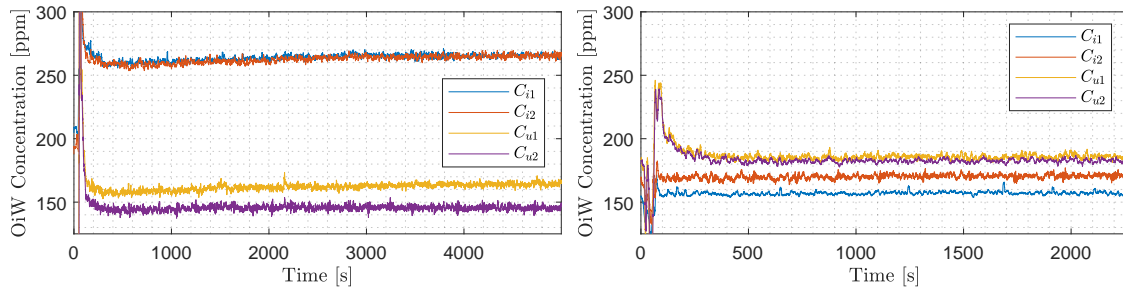 OiW Concentration [ppm]
300
250
200
150
0
1000
2000
3000
4000
Time [s]
C_{i1}
C_{i2}
C_{u1}
C_{u2}
OiW Concentration [ppm]
300
250
200
150
0
500
1000
1500
2000
Time [s]
C_{i1}
C_{i2}
C_{u1}
C_{u2}